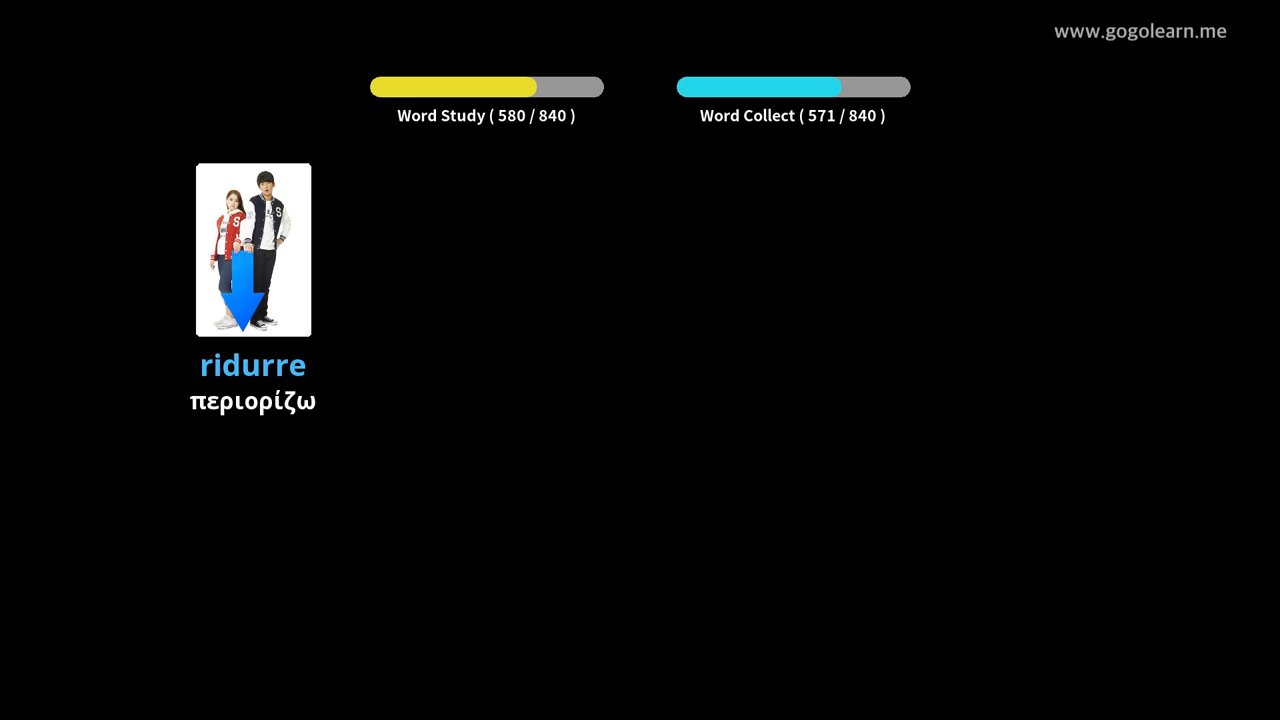 www.gogolearn.me
Word Study ( 580 / 840 )
Word Collect ( 571 / 840 )
S
S
ridurre
περιορίζω